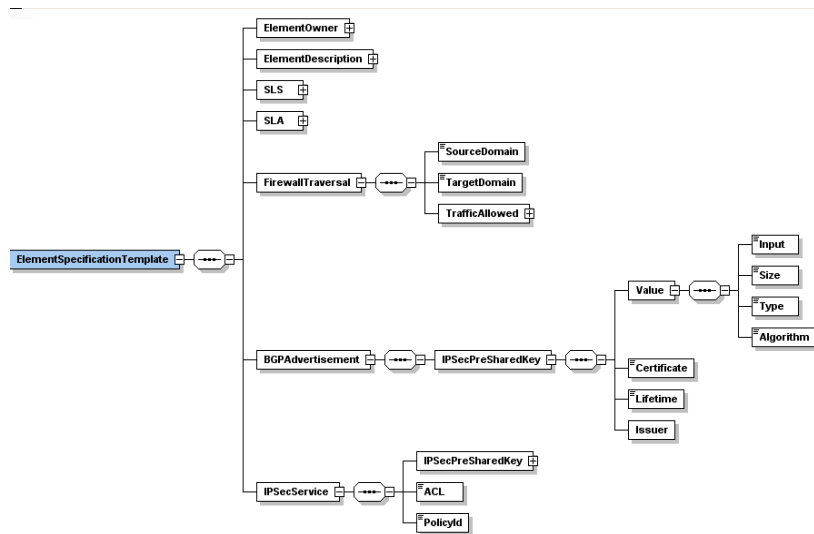 ElementOwner
ElementDescription
SLS
SLA
SourceDomain
FirewallTraversal
TargetDomain
TrafficAllowed
ElementSpecificationTemplate
Input
Value
Size
Type
Algorithm
BGPAdvertisement
IPSecPreSharedKey
Certificate
Lifetime
Issuer
IPSecPreSharedKey
IPSecService
ACL
PolicyId